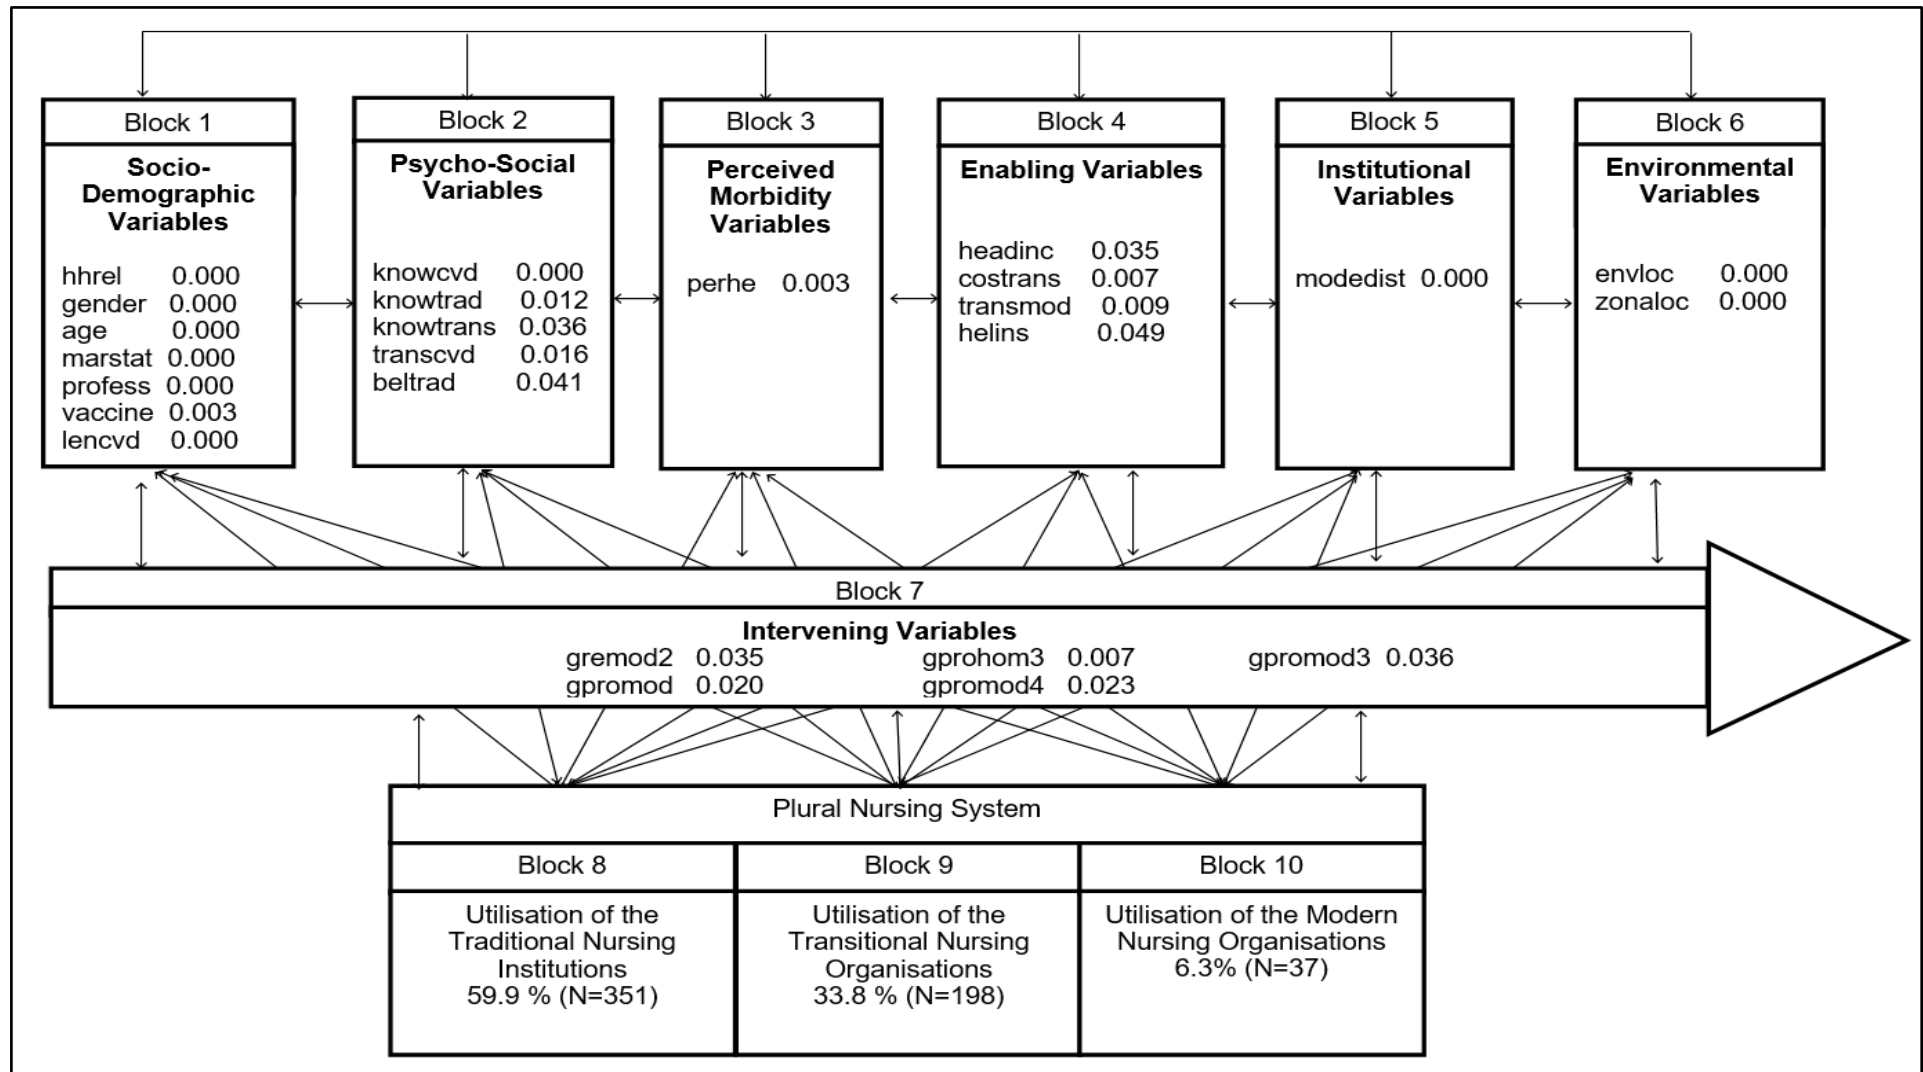 Block 1
Socio-
Demographic
Variables
hhrel 0.000
gender 0.000
age 0.000
marstat 0.000
profess 0.000
vaccine 0.003
lencvd 0.000
Block 2
Psycho-Social
Variables
knowcvd 0.000
knowtrad 0.012
knowtrans 0.036
transcvd 0.016
beltrad 0.041
Block 3
Perceived
Morbidity
Variables
perhe 0.003
Block 4
Enabling Variables
headinc 0.035
costrans 0.007
transmod 0.009
helins 0.049
Block 5
Institutional
Variables
modedist 0.000
Block 6
Environmental
Variables
envloc 0.000
zonaloc 0.000
Block 7
Intervening Variables
gremod2 0.035 gprohom3 0.007 gpromod3 0.036
gpromod 0.020 gpromod4 0.023
Plural Nursing System
Block 8
Utilisation of the
Traditional Nursing
Institutions
59.9 % (N=351)
Block 9
Utilisation of the
Transitional Nursing
Organisations
33.8 % (N=198)
Block 10
Utilisation of the Modern
Nursing Organisations
6.3% (N=37)